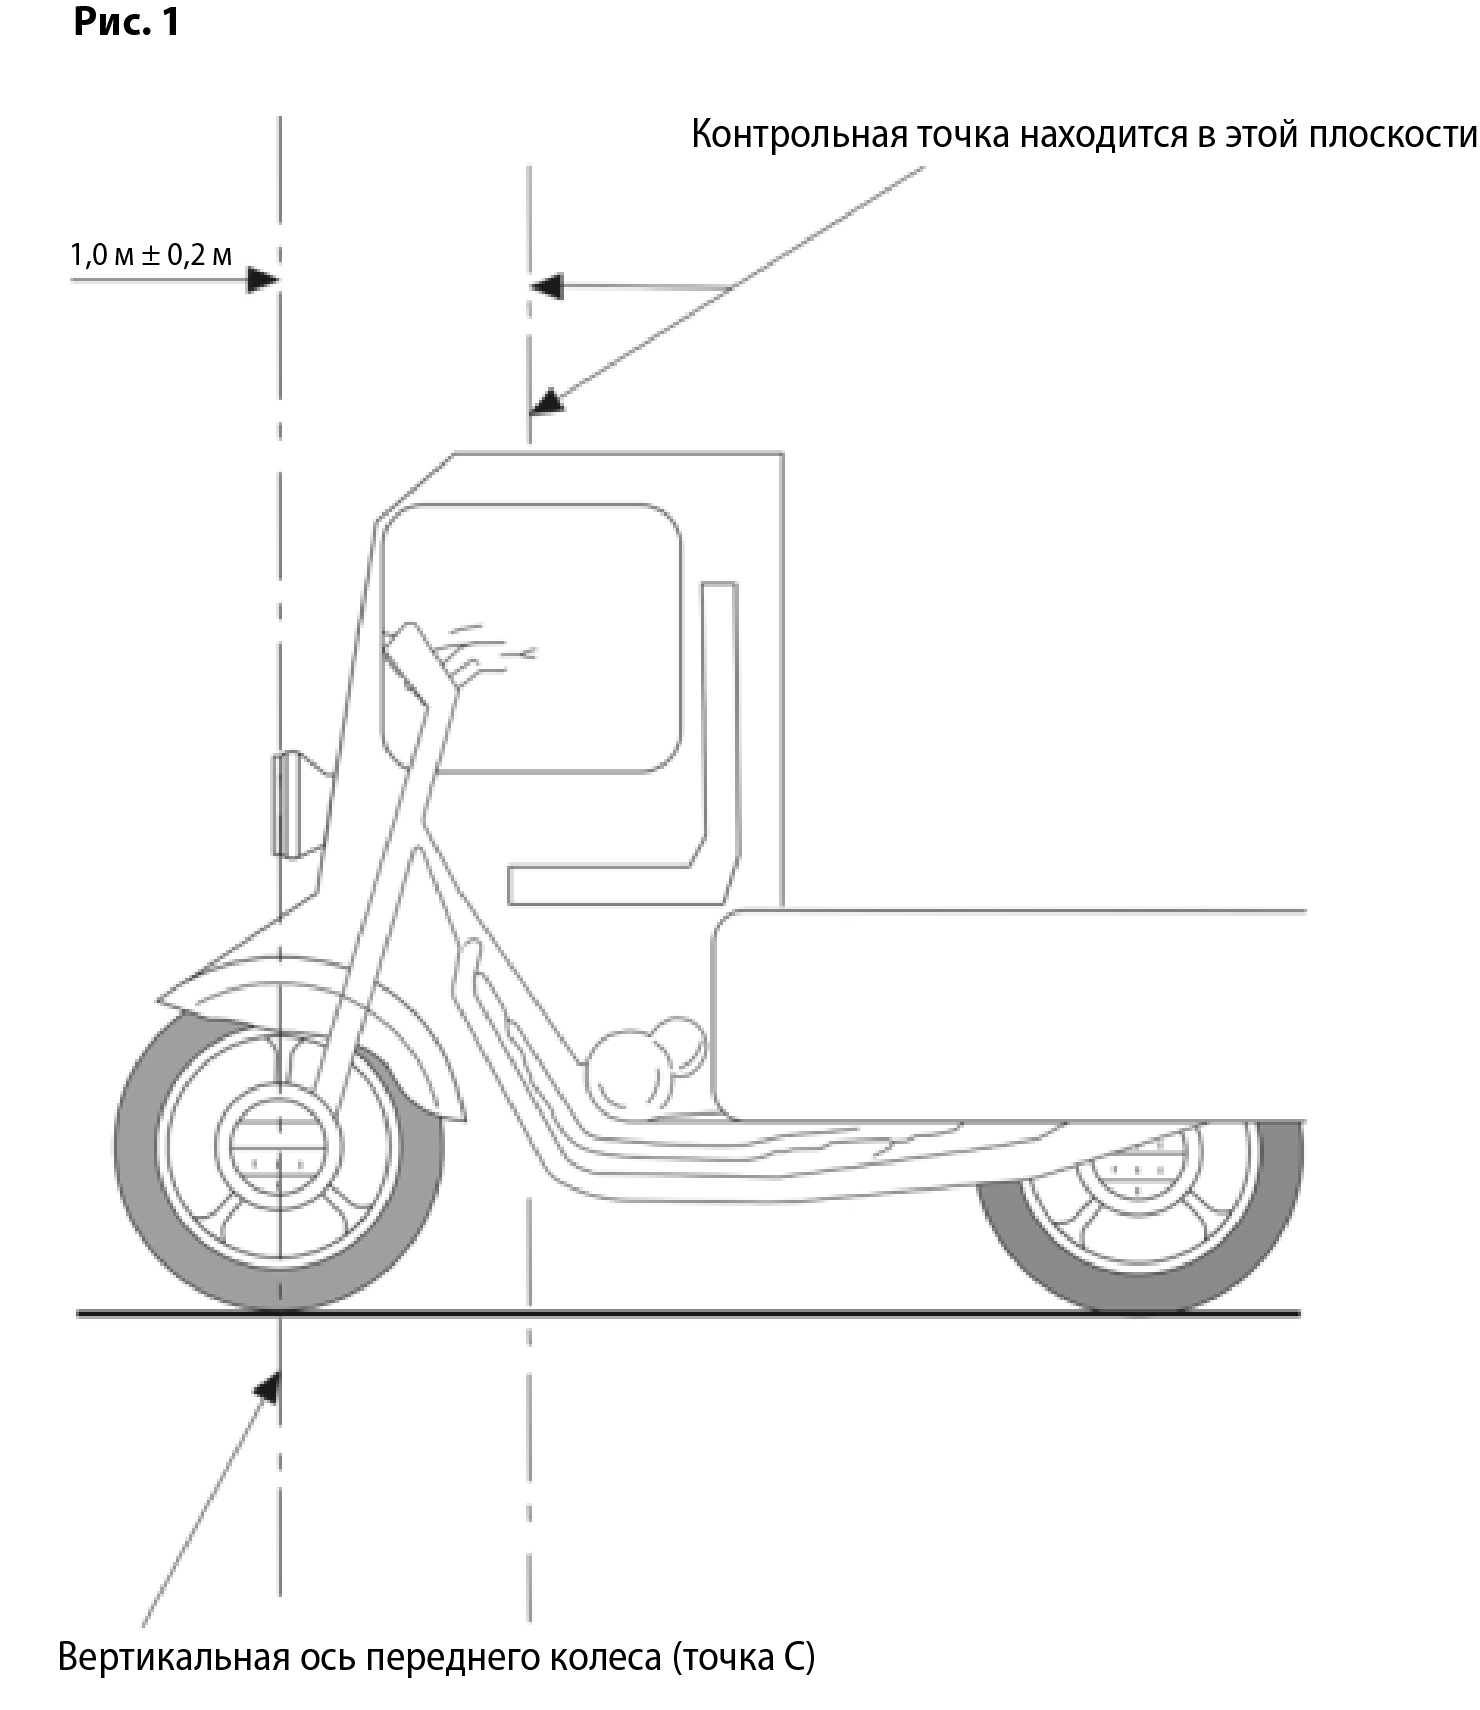 Рис. 1
Контрольная точка находится в этой плоскости
1,0 м ± 0,2 м
Вертикальная ось переднего колеса (точка C)